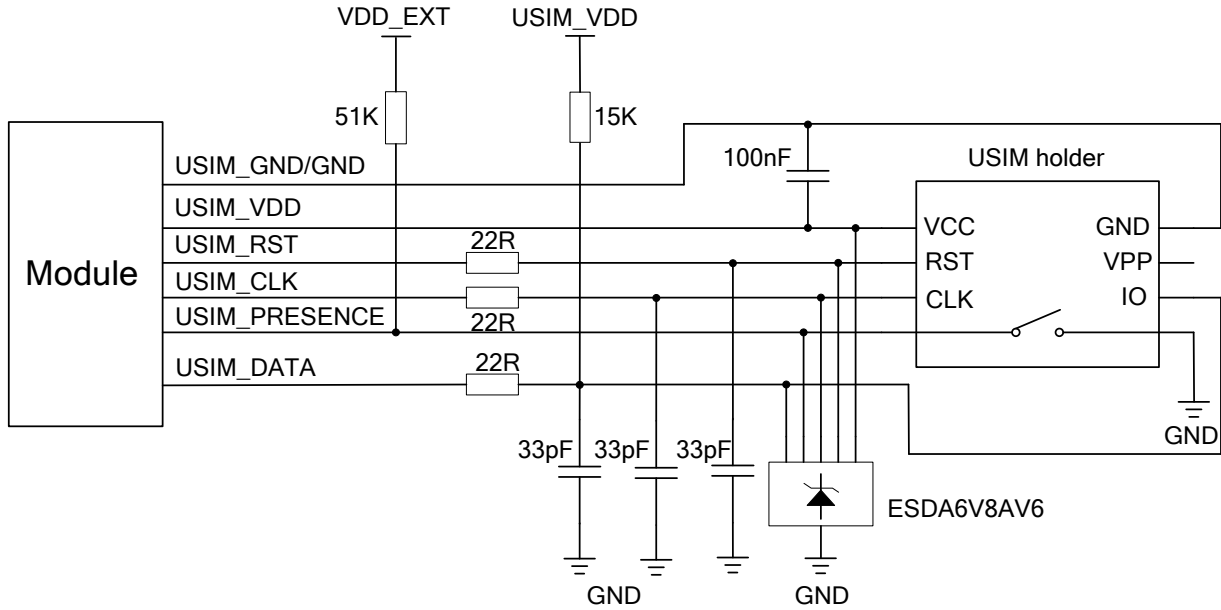 VDD_EXT
USIM_VDD
51K
15K
USIM_GND/GND
100nF
USIM holder
USIM_VDD
VCC
GND
USIM_RST
22R
RST
VPP
Module
USIM_CLK
CLK
IO
USIM_PRESENCE
22R
USIM_DATA
22R
GND
33pF
33pF
33pF
ESDA6V8AV6
GND
GND